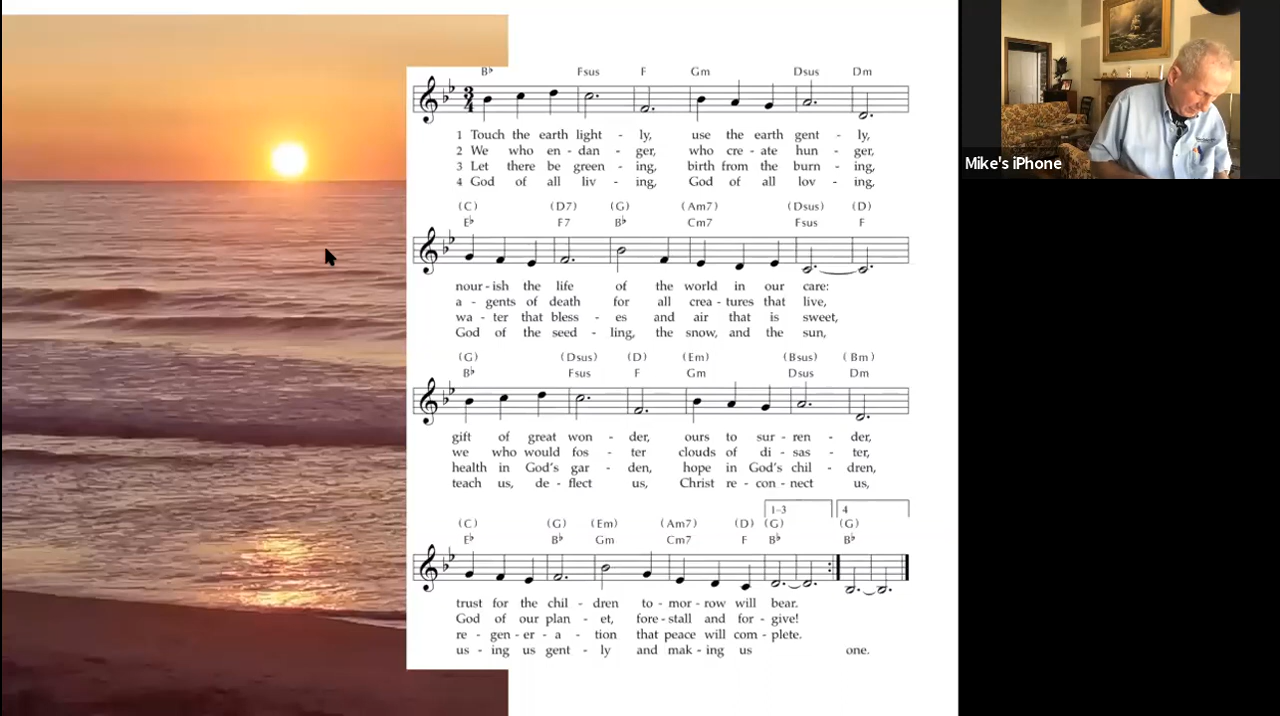 B♭ Fsus F Gm Dsus Dm
3
4
1 Touch the earth light - ly, use the earth gent - ly,
2 We who en - dan - ger, who cre - ate hun - ger,
3 Let there be green - ing, birth from the burn - ing,
4 God of all liv - ing, God of all lov - ing,
(C) (D7) (G) (Am7) (Dsus) (D)
E♭ F7 B♭ Cm7 Fsus F
nour - ish the life of the world in our care:
a - gents of death for all crea - tures that live,
wa - ter that bless - es and air that is sweet,
God of the seed - ling, the snow, and the sun,
(G) (Dsus) (D) (Em) (Bsus) (Bm)
B♭ Fsus F Gm Dsus Dm
gift of great won - der, ours to sur - ren - der,
we who would fos - ter clouds of di - sas - ter,
health in God's gar - den, hope in God's chil - dren,
teach us, de - flect us, Christ re - con - nect us,
1-3 4
(C) (G) (Em) (Am7) (D) (G) (G)
E♭ B♭ Gm Cm7 F B♭ B♭
trust for the chil - dren to - mor - row will bear.
God of our plan - et, fore - stall and for - give!
re - gen - er - a - tion that peace will com - plete.
us - ing us gent - ly and mak - ing us one.
Mike's iPhone